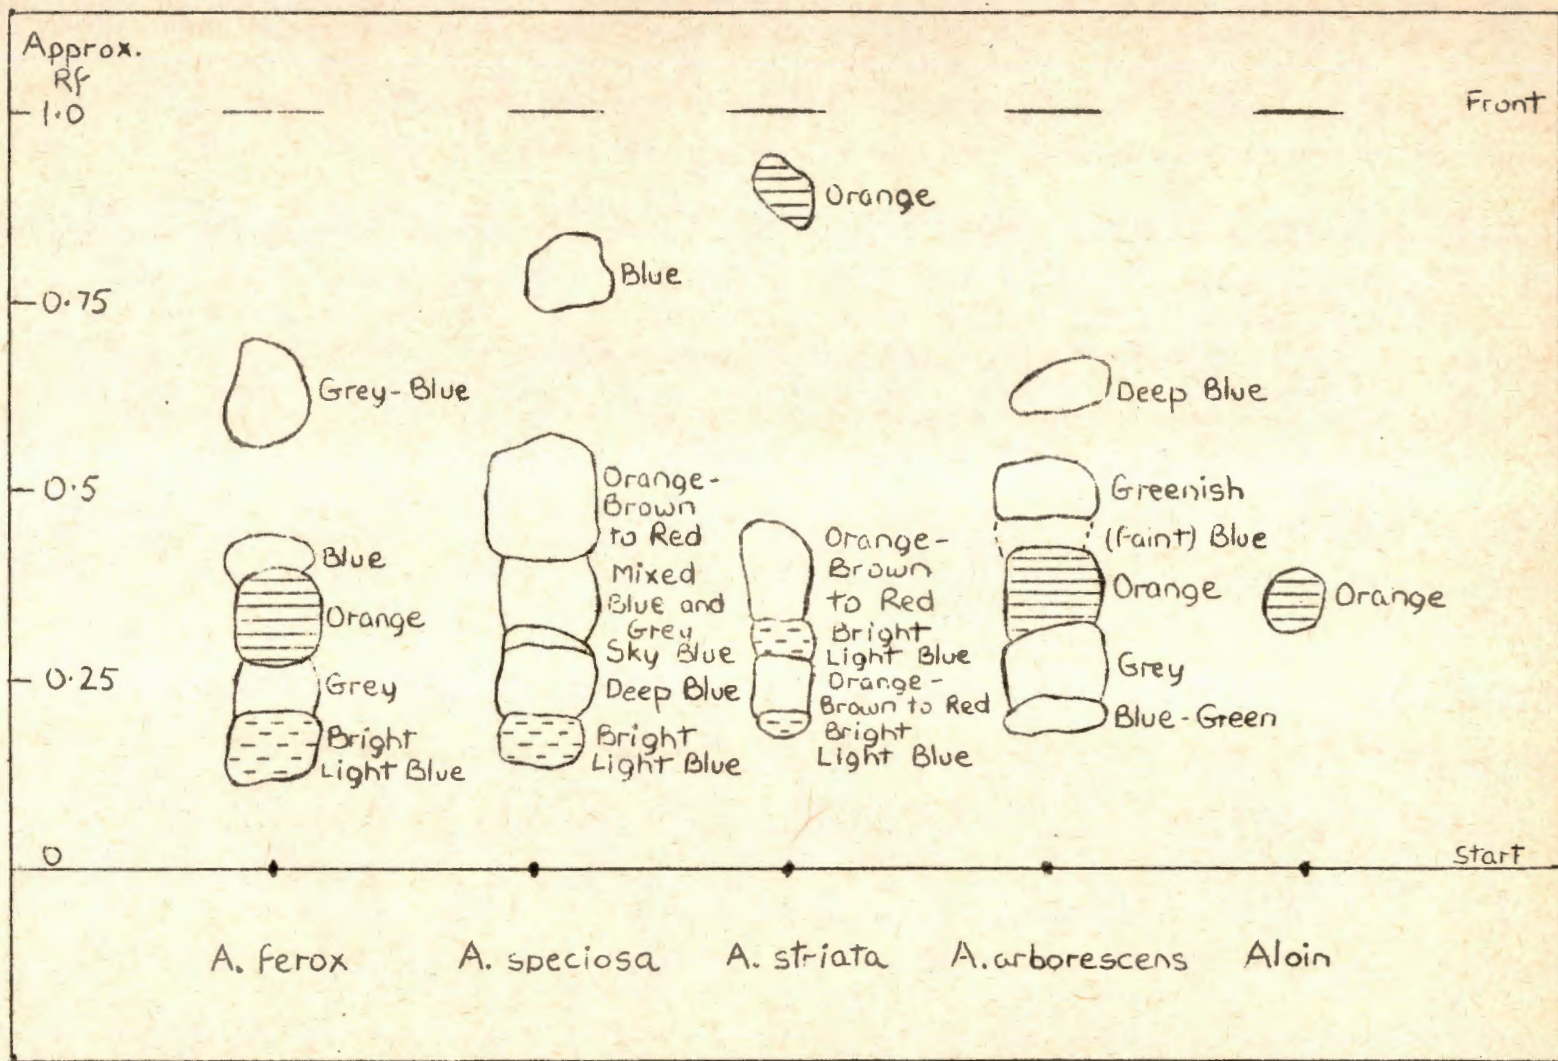 Approx.
Rf
1.0
Front
Orange
Blue
0.75
Grey-Blue
Deep Blue
0.5
Orange-
Brown
to Red
Greenish
Blue
Orange-
Brown
to Red
(faint) Blue
Mixed
Blue and
Grey
Orange
Orange
Orange
Bright
Light Blue
Sky Blue
0.25
Grey
Deep Blue
Orange-
Brown to Red
Grey
Blue-Green
Bright
Light Blue
Bright
Light Blue
Bright
Light Blue
0
Start
A. ferox
A. speciosa
A. striata
A. arborescens
Aloin